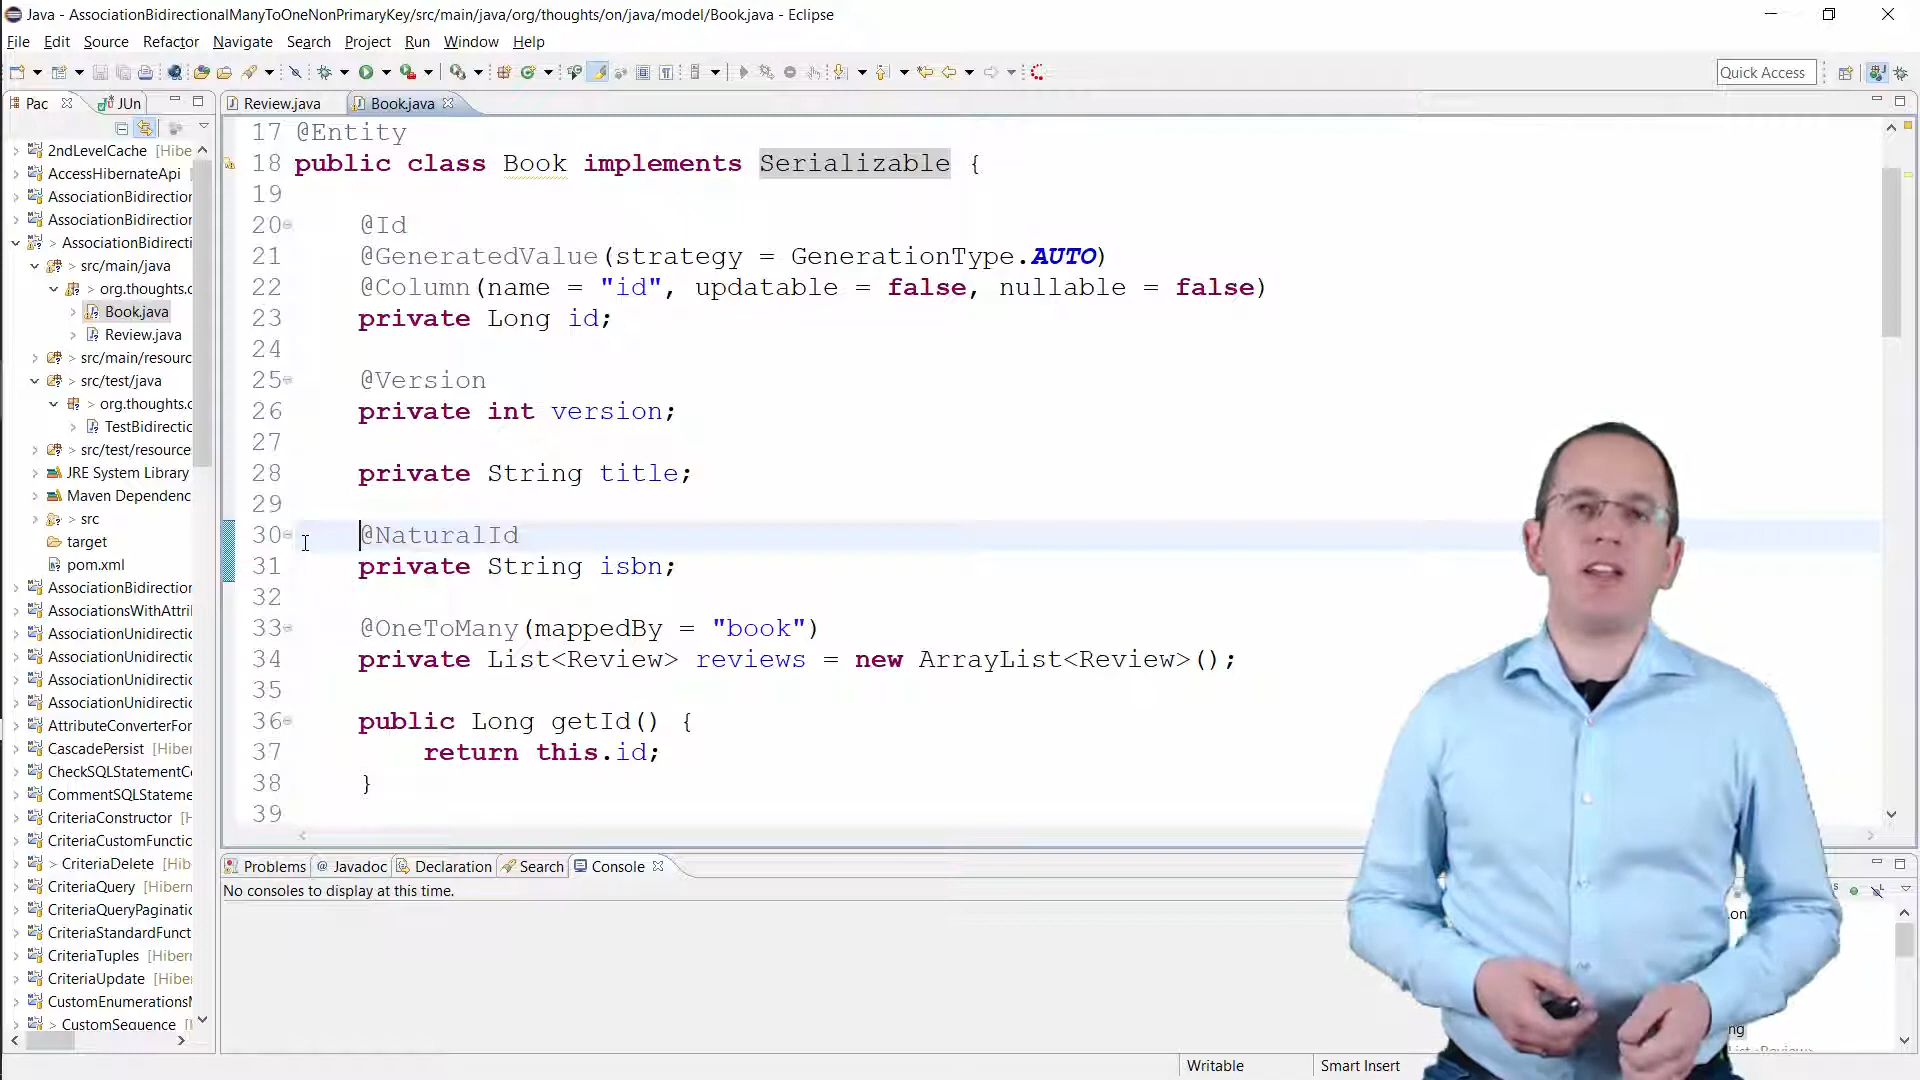 Java - AssociationBidirectionalManyToOneNonPrimaryKey/src/main/java/org/thoughts/on/java/model/Book.java - Eclipse
File Edit Source Refactor Navigate Search Project Run Window Help
Quick Access
Pac JUn
2ndLevelCache [Hibe
AccessHibernateApi
AssociationBidirection
AssociationBidirection
> AssociationBidirecti
> src/main/java
> org.thoughts.c
Book.java
Review.java
> src/main/resourc
> src/test/java
> org.thoughts.c
TestBidirectic
> src/test/resource
JRE System Library
Maven Dependenc
> src
target
pom.xml
AssociationBidirectio
AssociationsWithAttri
AssociationUnidirectic
AssociationUnidirectic
AssociationUnidirectic
AssociationUnidirectic
AttributeConverterFor
CascadePersist [Hibe
CheckSQLStatementCo
CommentSQLStateme
CriteriaConstructor [H
CriteriaCustomFunctic
> CriteriaDelete [Hib
CriteriaQuery [Hibern
CriteriaQueryPaginatic
CriteriaStandardFunct
CriteriaTuples [Hibern
CriteriaUpdate [Hiber
CustomEnumerationsM
> CustomSequence [
Review.java Book.java
17 @Entity
18 public class Book implements Serializable {
19
20 @Id
21 @GeneratedValue(strategy = GenerationType.AUTO)
22 @Column(name = "id", updatable = false, nullable = false)
23 private Long id;
24
25 @Version
26 private int version;
27
28 private String title;
29
30 @NaturalId
31 private String isbn;
32
33 @OneToMany(mappedBy = "book")
34 private List<Review> reviews = new ArrayList<Review>();
35
36 public Long getId() {
37 return this.id;
38 }
39
Problems @ Javadoc Declaration Search Console
No consoles to display at this time.
Writable Smart Insert